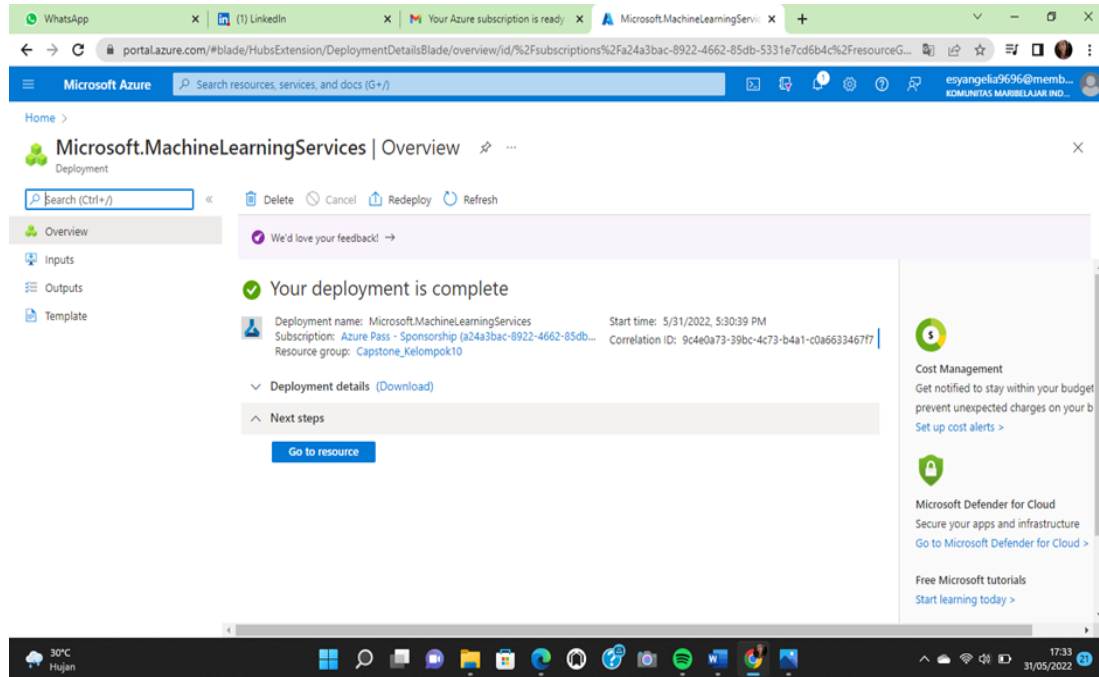 WhatsApp
(1) LinkedIn
Your Azure subscription is ready
Microsoft.MachineLearningServic
portal.azure.com/#blade/HubsExtension/DeploymentDetailsBlade/overview/id/%2Fsubscriptions%2Fa24a3bac-8922-4662-85db-5331e7cd6b4c%2FresourceG...
Microsoft Azure
Search resources, services, and docs (G+/)
1
esyangelia9696@memb...
KOMUNITAS MARIBELAJAR IND...
Home >
Microsoft.MachineLearningServices | Overview
Deployment
Search (Ctrl+/)
Overview
Inputs
Outputs
Template
Delete
Cancel
Redeploy
Refresh
We'd love your feedback! →
Your deployment is complete
Deployment name: Microsoft.MachineLearningServices
Subscription: Azure Pass - Sponsorship (a24a3bac-8922-4662-85db...
Resource group: Capstone_Kelompok10
Start time: 5/31/2022, 5:30:39 PM
Correlation ID: 9c4e0a73-39bc-4c73-b4a1-c0a6633467f7
Deployment details (Download)
Next steps
Go to resource
Cost Management
Get notified to stay within your budget
prevent unexpected charges on your b
Set up cost alerts >
Microsoft Defender for Cloud
Secure your apps and infrastructure
Go to Microsoft Defender for Cloud >
Free Microsoft tutorials
Start learning today >
30°C
Hujan
17:33
31/05/2022
21